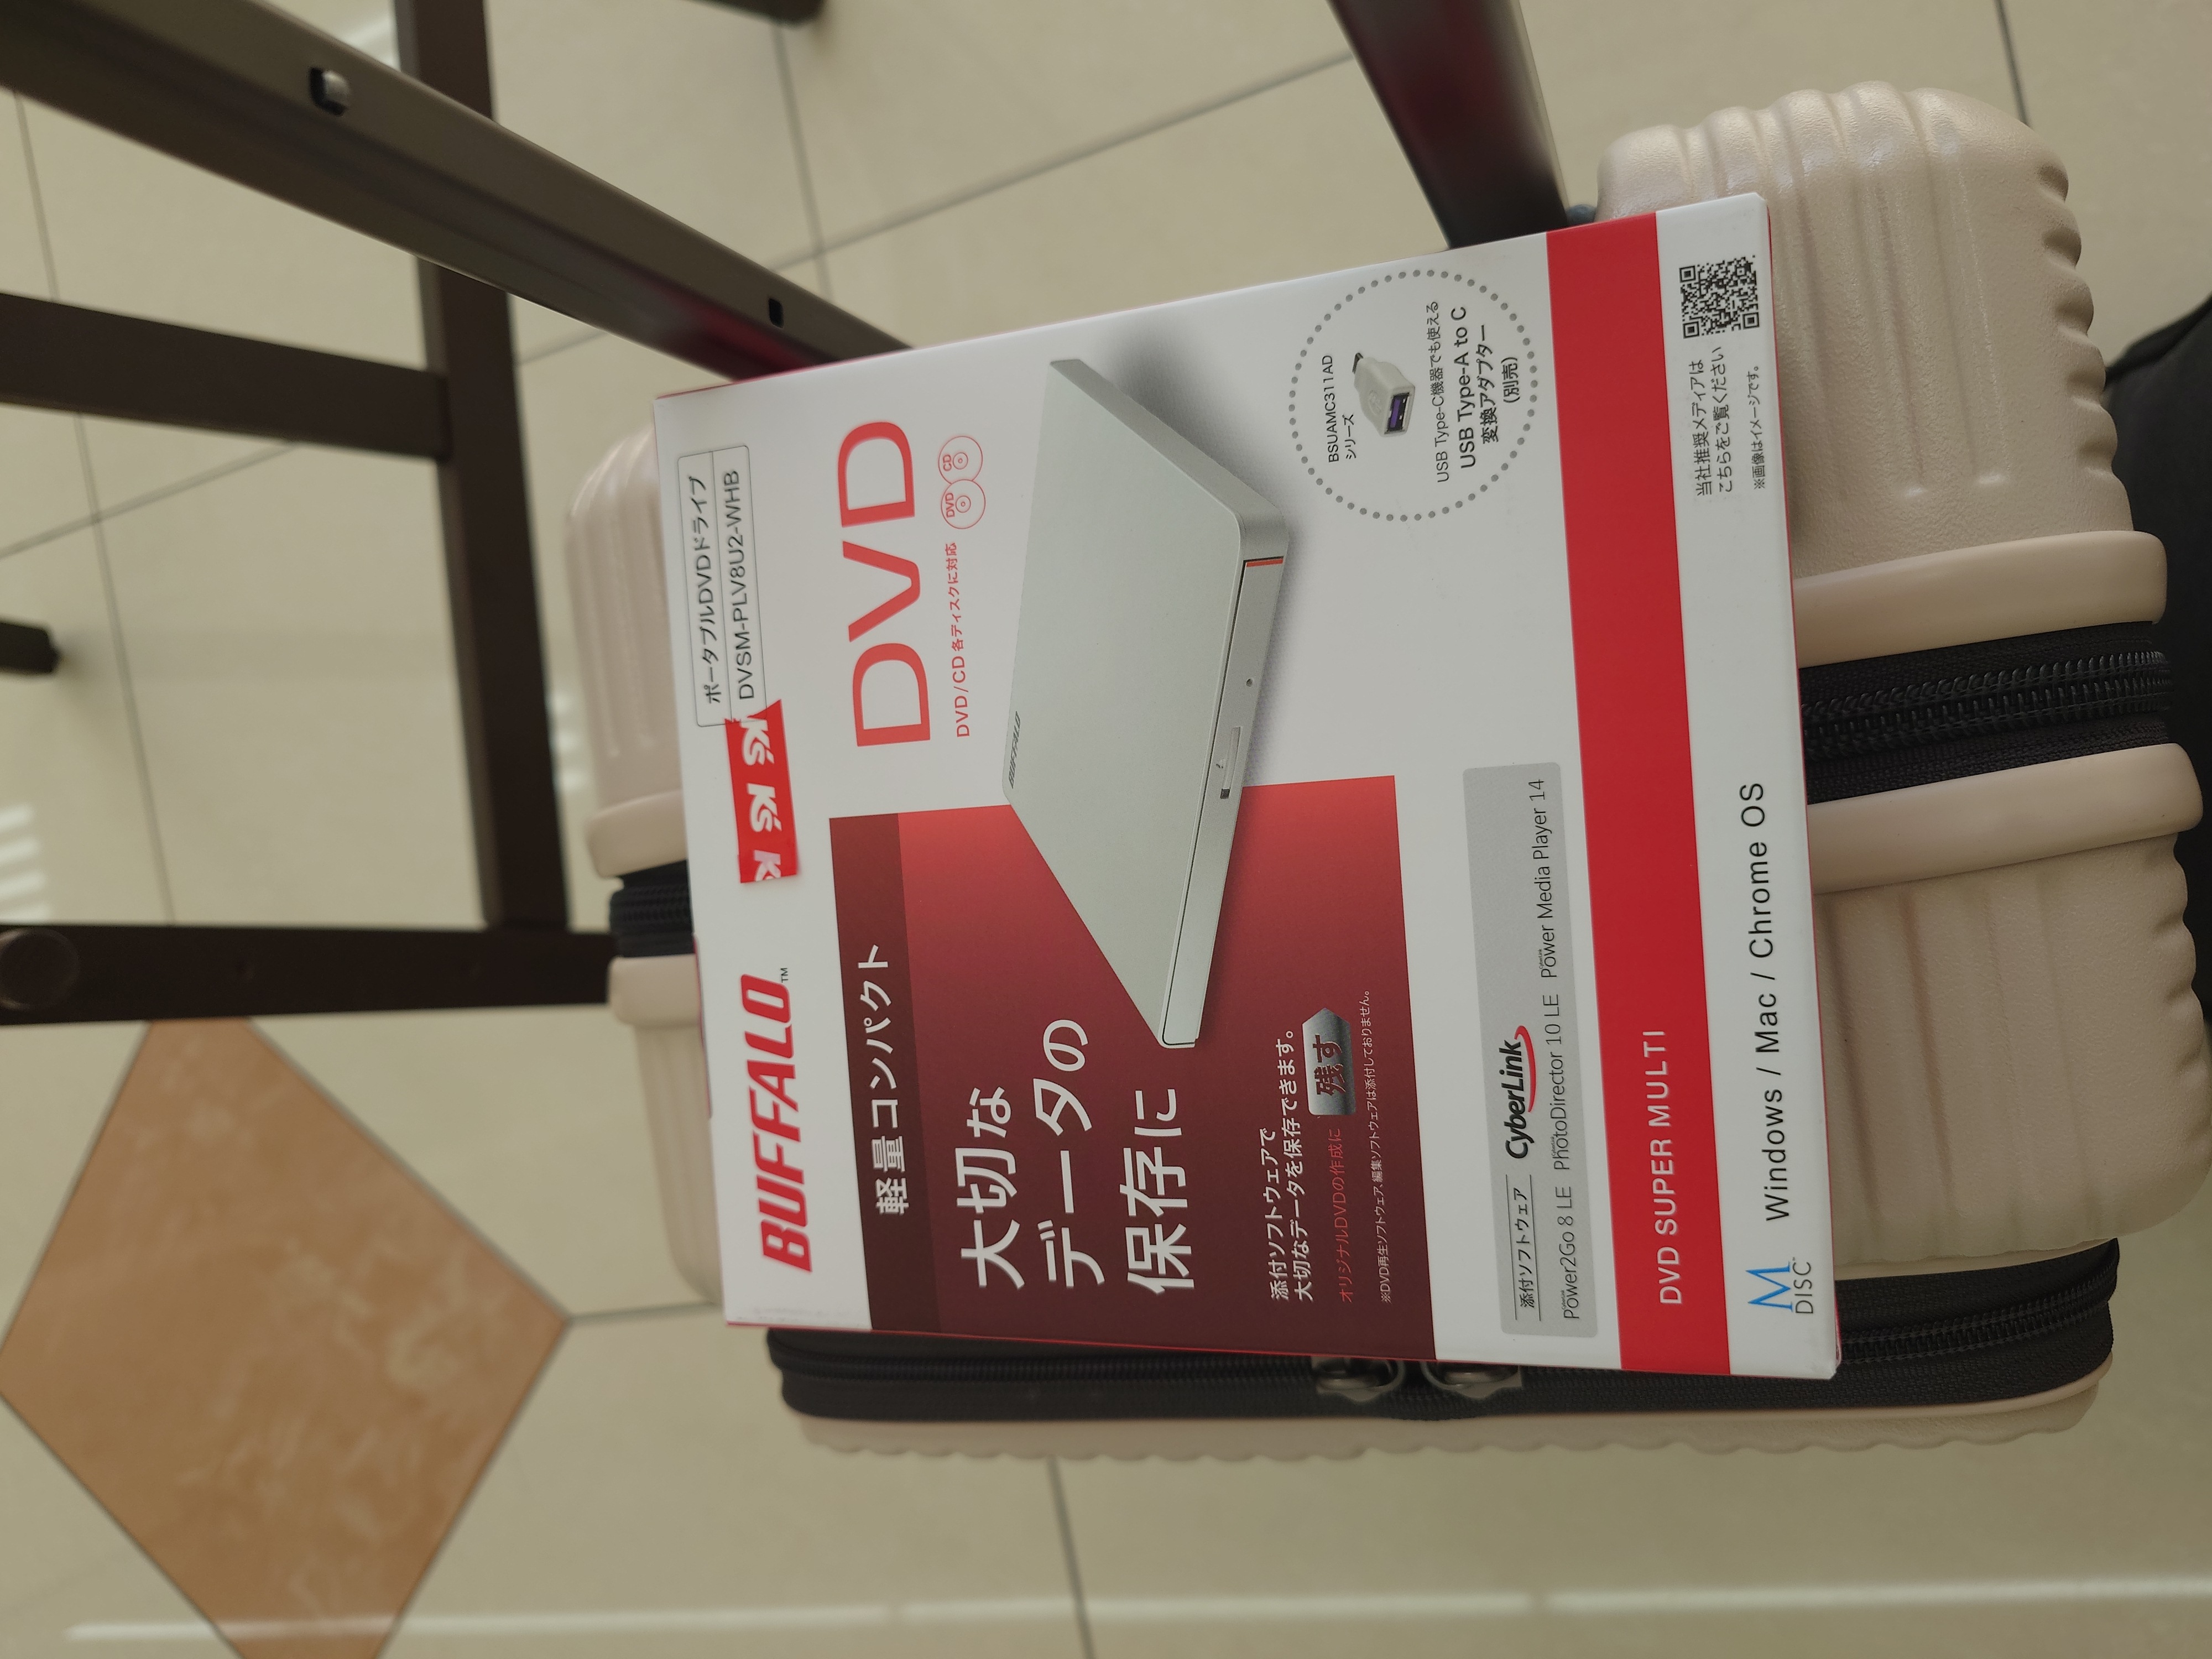 BUFFALO™
K's K's K's
ポータブルDVDドライブ
DVSM-PLV8U2-WHB
軽量コンパクト
大切な
データの
保存に
DVD
DVD/CD 各ディスクに対応
DVD
CD
BUFFALO
添付ソフトウェアで
大切なデータを保存できます。
オリジナルDVDの作成に 残す
※DVD再生ソフトウェア、編集ソフトウェアは添付しておりません。
BSUAMC311AD
シリーズ
USB Type-C機器でも使える
USB Type-A to C
変換アダプター
(別売)
添付ソフトウェア CyberLink
Power2Go 8 LE PhotoDirector 10 LE Power Media Player 14
DVD SUPER MULTI
当社推奨メディアは
こちらをご覧ください
※画像はイメージです。
M
DISC™
Windows / Mac / Chrome OS